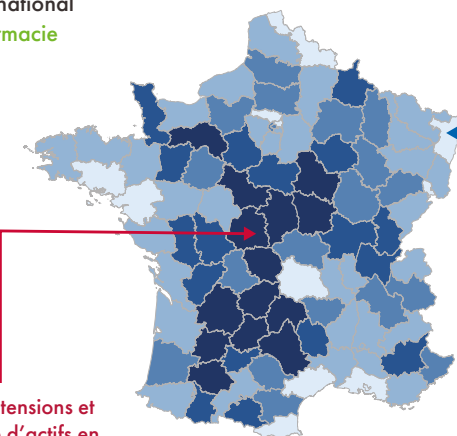 national
rmacie
tensions et
d'actifs en